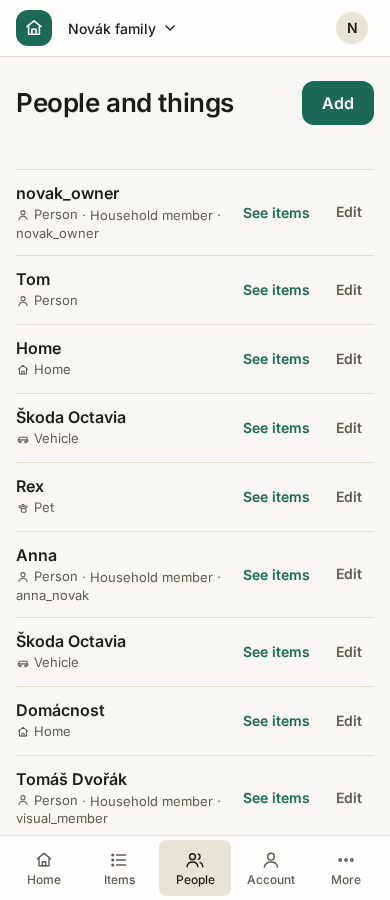 Novák family
N
People and things
Add
novak_owner
Person · Household member ·
novak_owner
See items
Edit
Tom
Person
See items
Edit
Home
Home
See items
Edit
Škoda Octavia
Vehicle
See items
Edit
Rex
Pet
See items
Edit
Anna
Person · Household member ·
anna_novak
See items
Edit
Škoda Octavia
Vehicle
See items
Edit
Domácnost
Home
See items
Edit
Tomáš Dvořák
Person · Household member ·
visual_member
See items
Edit
Home
Items
People
Account
More